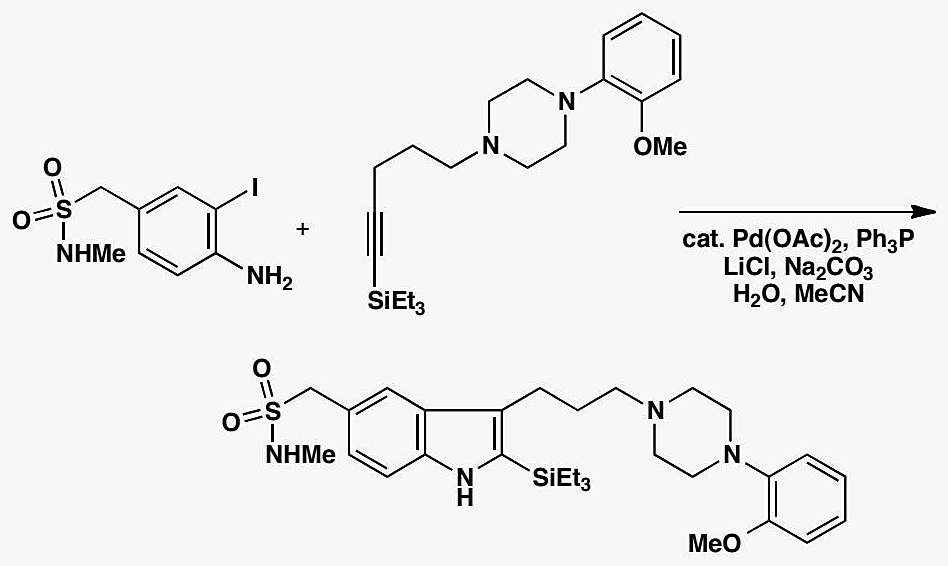 N
N
OMe
O
O
S
NHMe
I
NH₂
+
SiEt₃
cat. Pd(OAc)₂, Ph₃P
LiCl, Na₂CO₃
H₂O, MeCN
O
O
S
NHMe
N
H
SiEt₃
N
N
MeO